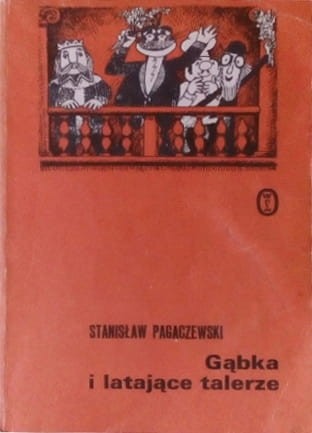 STANISŁAW PAGACZEWSKI
Gąbka
i latające talerze